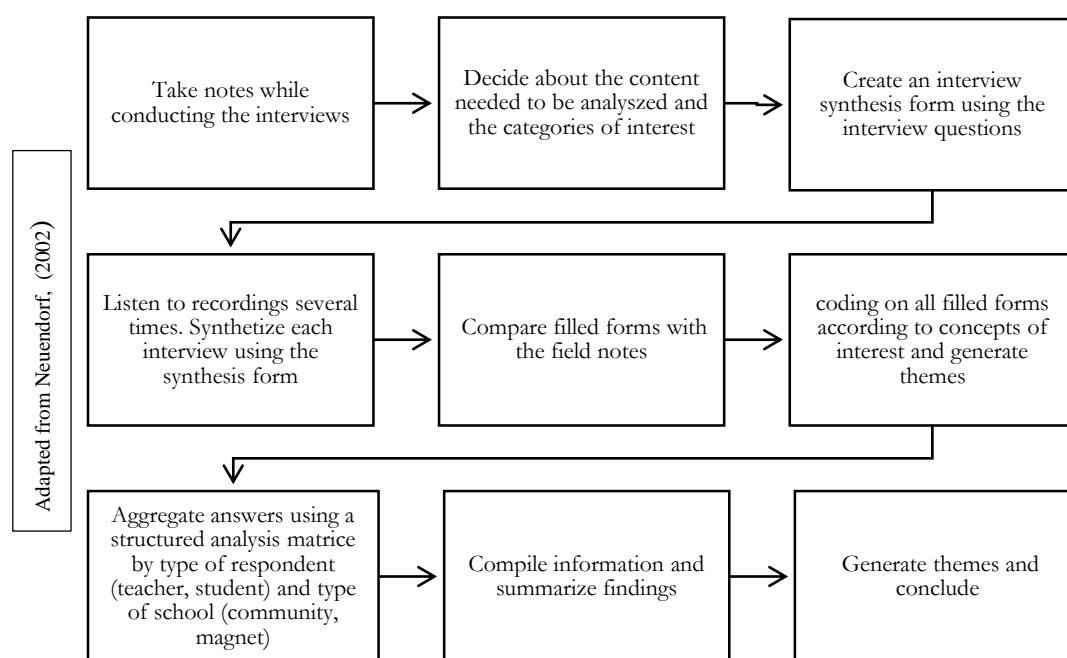 Take notes while
conducting the interviews
Decide about the content
needed to be analyszed and
the categories of interest
Create an interview
synthesis form using the
interview questions
Adapted from Neuendorf, (2002)
Listen to recordings several
times. Synthetize each
interview using the
synthesis form
Compare filled forms with
the field notes
coding on all filled forms
according to concepts of
interest and generate
themes
Aggregate answers using a
structured analysis matrice
by type of respondent
(teacher, student) and type
of school (community,
magnet)
Compile information and
summarize findings
Generate themes and
conclude